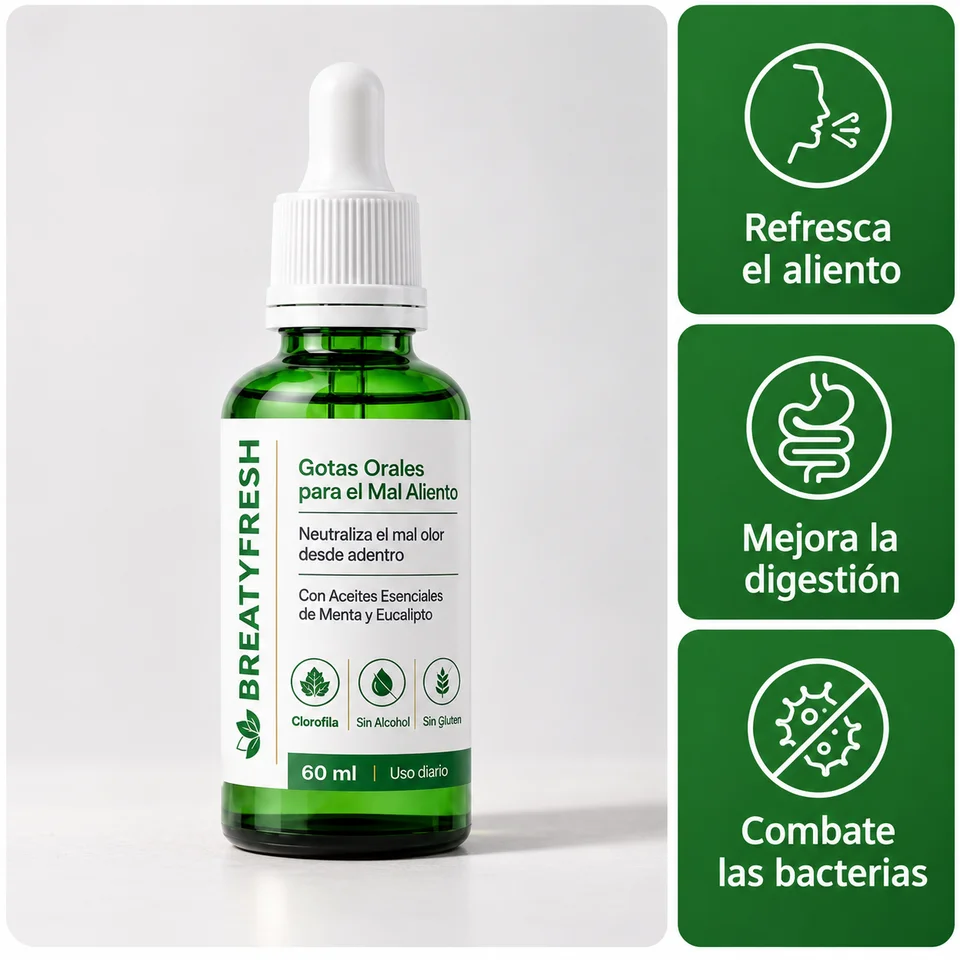 BREATYFRESH
Gotas Orales
para el Mal Aliento
Neutraliza el mal olor
desde adentro
Con Aceites Esenciales
de Menta y Eucalipto
Clorofila
Sin Alcohol
Sin Gluten
60 ml | Uso diario
Refresca
el aliento
Mejora la
digestión
Combate
las bacterias